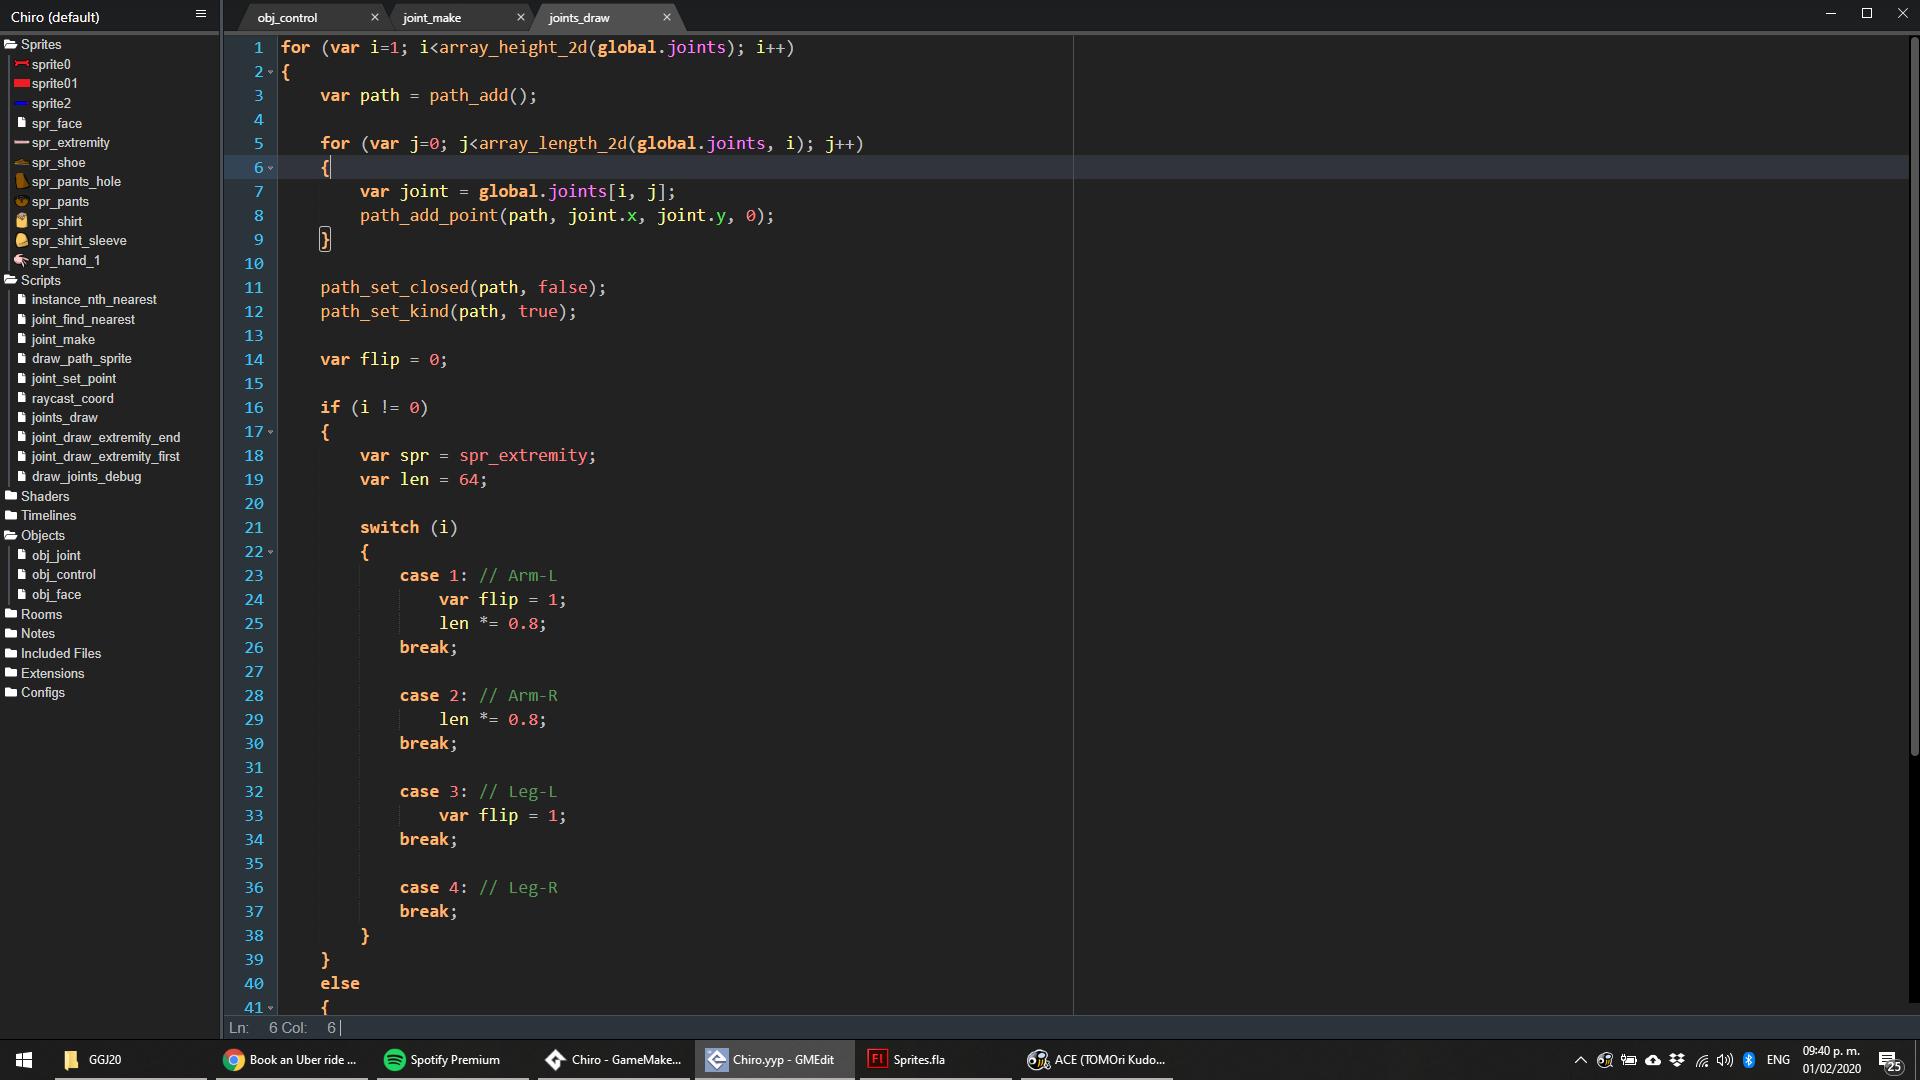 Chiro (default)
obj_control
joint_make
joints_draw
Sprites
sprite0
sprite01
sprite2
spr_face
spr_extremity
spr_shoe
spr_pants_hole
spr_pants
spr_shirt
spr_shirt_sleeve
spr_hand_1
Scripts
instance_nth_nearest
joint_find_nearest
joint_make
draw_path_sprite
joint_set_point
raycast_coord
joints_draw
joint_draw_extremity_end
joint_draw_extremity_first
draw_joints_debug
Shaders
Timelines
Objects
obj_joint
obj_control
obj_face
Rooms
Notes
Included Files
Extensions
Configs
1 for (var i=1; i<array_height_2d(global.joints); i++)
2 {
3     var path = path_add();
4
5     for (var j=0; j<array_length_2d(global.joints, i); j++)
6     {
7         var joint = global.joints[i, j];
8         path_add_point(path, joint.x, joint.y, 0);
9     }
10
11     path_set_closed(path, false);
12     path_set_kind(path, true);
13
14     var flip = 0;
15
16     if (i != 0)
17     {
18         var spr = spr_extremity;
19         var len = 64;
20
21         switch (i)
22         {
23             case 1: // Arm-L
24                 var flip = 1;
25                 len *= 0.8;
26             break;
27
28             case 2: // Arm-R
29                 len *= 0.8;
30             break;
31
32             case 3: // Leg-L
33                 var flip = 1;
34             break;
35
36             case 4: // Leg-R
37             break;
38         }
39     }
40     else
41     {
Ln: 6 Col: 6
GGJ20
Book an Uber ride ...
Spotify Premium
Chiro - GameMake...
Chiro.yyp - GMEdit
Fl
Sprites.fla
ACE (TOMOri Kudo...
ENG
09:40 p. m.
01/02/2020
25